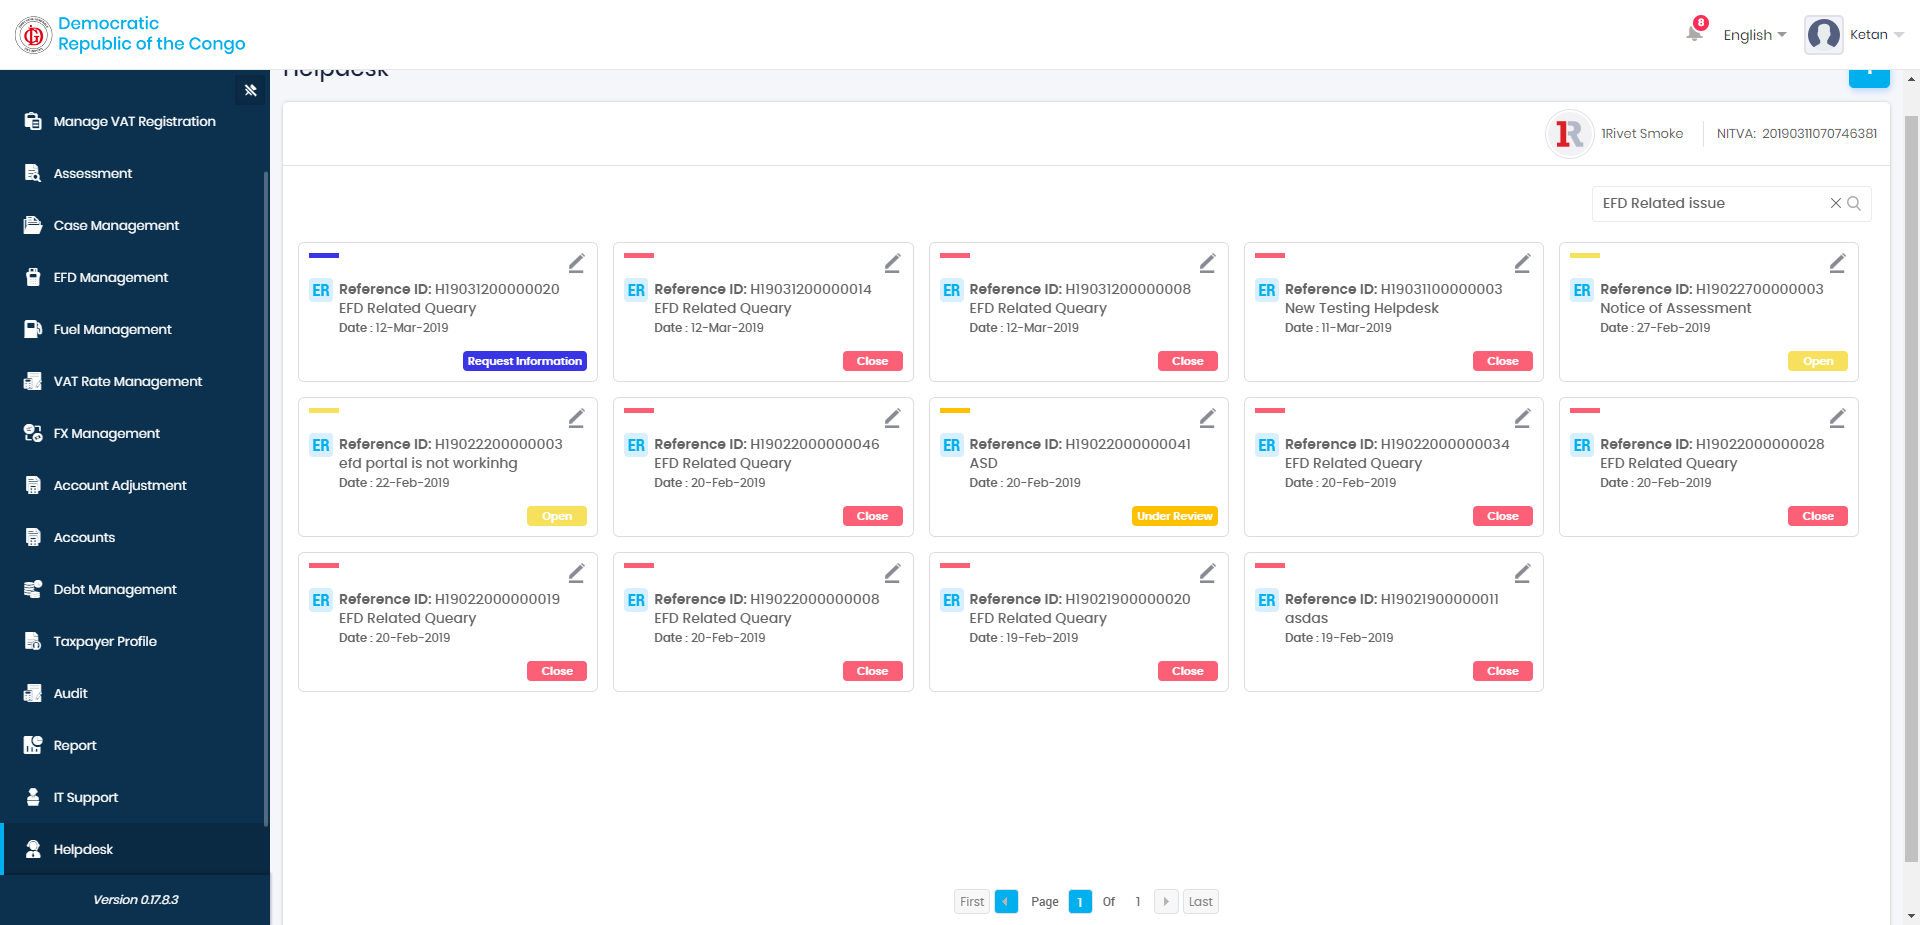 Democratic
Republic of the Congo
8
English
Ketan
Helpdesk
Manage VAT Registration
Assessment
Case Management
EFD Management
Fuel Management
VAT Rate Management
FX Management
Account Adjustment
Accounts
Debt Management
Taxpayer Profile
Audit
Report
IT Support
Helpdesk
Version 0.17.8.3
1R
1Rivet Smoke
NITVA: 20190311070746381
EFD Related issue
ER
Reference ID: H19031200000020
EFD Related Queary
Date : 12-Mar-2019
Request Information
ER
Reference ID: H19031200000014
EFD Related Queary
Date : 12-Mar-2019
Close
ER
Reference ID: H19031200000008
EFD Related Queary
Date : 12-Mar-2019
Close
ER
Reference ID: H19031100000003
New Testing Helpdesk
Date : 11-Mar-2019
Close
ER
Reference ID: H19022700000003
Notice of Assessment
Date : 27-Feb-2019
Open
ER
Reference ID: H19022200000003
efd portal is not workinhg
Date : 22-Feb-2019
Open
ER
Reference ID: H19022000000046
EFD Related Queary
Date : 20-Feb-2019
Close
ER
Reference ID: H19022000000041
ASD
Date : 20-Feb-2019
Under Review
ER
Reference ID: H19022000000034
EFD Related Queary
Date : 20-Feb-2019
Close
ER
Reference ID: H19022000000028
EFD Related Queary
Date : 20-Feb-2019
Close
ER
Reference ID: H19022000000019
EFD Related Queary
Date : 20-Feb-2019
Close
ER
Reference ID: H19022000000008
EFD Related Queary
Date : 20-Feb-2019
Close
ER
Reference ID: H19021900000020
EFD Related Queary
Date : 19-Feb-2019
Close
ER
Reference ID: H19021900000011
asdas
Date : 19-Feb-2019
Close
First
Page 1 Of 1
Last